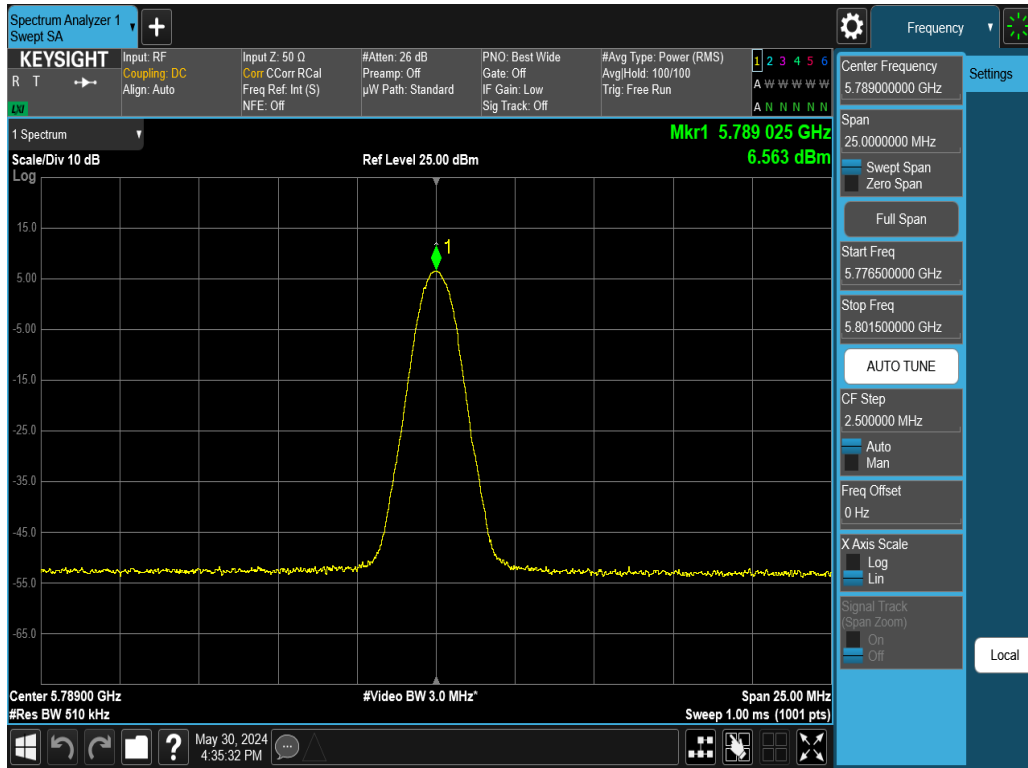 Spectrum Analyzer 1
Swept SA
+
Frequency
KEYSIGHT
R T
LXI
Input: RF
Coupling: DC
Align: Auto
Input Z: 50 Ω
Corr CCorr RCal
Freq Ref: Int (S)
NFE: Off
#Atten: 26 dB
Preamp: Off
µW Path: Standard
PNO: Best Wide
Gate: Off
IF Gain: Low
Sig Track: Off
#Avg Type: Power (RMS)
Avg|Hold: 100/100
Trig: Free Run
1 2 3 4 5 6
A W W W W W
A N N N N N
1 Spectrum
Scale/Div 10 dB
Log
Ref Level 25.00 dBm
Mkr1 5.789 025 GHz
6.563 dBm
1
15.0
5.00
-5.00
-15.0
-25.0
-35.0
-45.0
-55.0
-65.0
Center 5.78900 GHz
#Res BW 510 kHz
#Video BW 3.0 MHz*
Span 25.00 MHz
Sweep 1.00 ms (1001 pts)
Center Frequency
5.789000000 GHz
Settings
Span
25.0000000 MHz
Swept Span
Zero Span
Full Span
Start Freq
5.776500000 GHz
Stop Freq
5.801500000 GHz
AUTO TUNE
CF Step
2.500000 MHz
Auto
Man
Freq Offset
0 Hz
X Axis Scale
Log
Lin
Signal Track
(Span Zoom)
On
Off
Local
?
May 30, 2024
4:35:32 PM